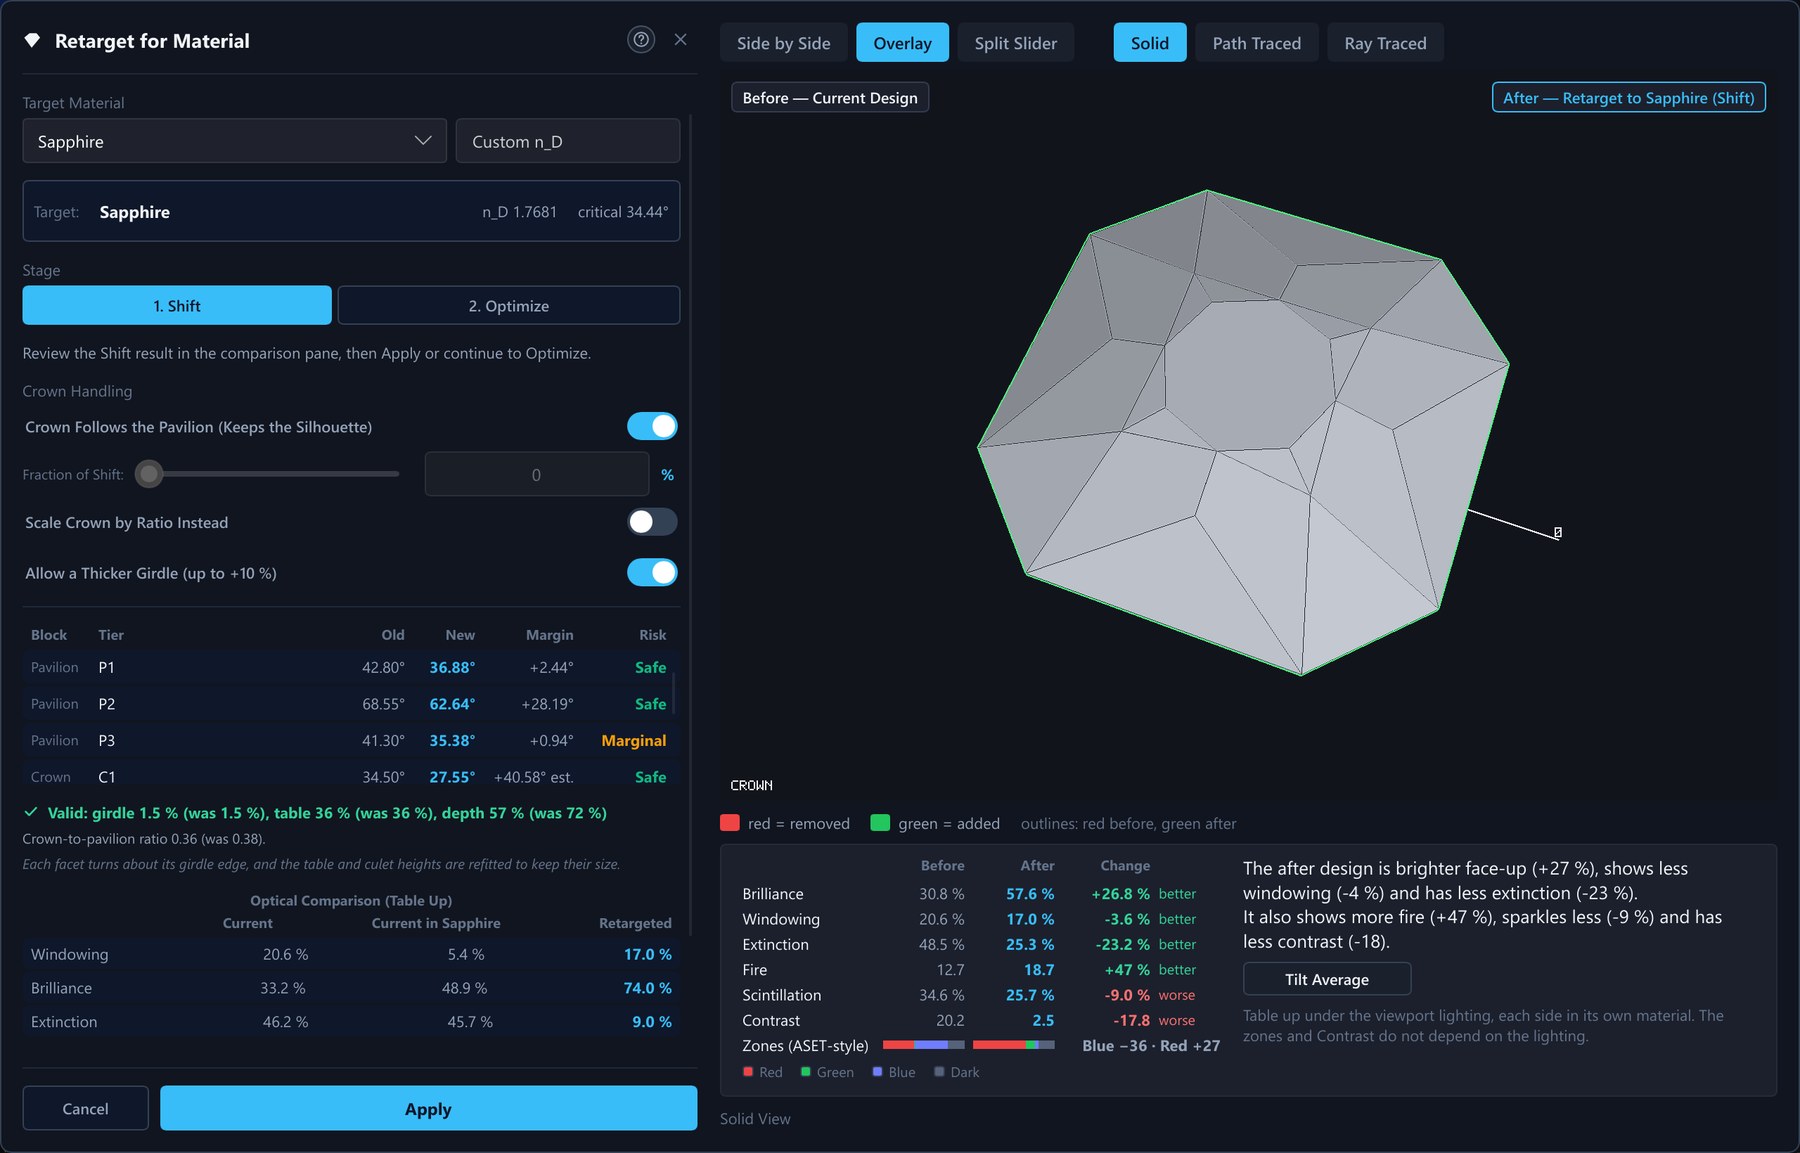 Retarget for Material
Target Material
Sapphire
Custom n_D
Target: Sapphire n_D 1.7681 critical 34.44°
Stage
1. Shift
2. Optimize
Review the Shift result in the comparison pane, then Apply or continue to Optimize.
Crown Handling
Crown Follows the Pavilion (Keeps the Silhouette)
Fraction of Shift: 0 %
Scale Crown by Ratio Instead
Allow a Thicker Girdle (up to +10 %)
Block Tier Old New Margin Risk
Pavilion P1 42.80° 36.88° +2.44° Safe
Pavilion P2 68.55° 62.64° +28.19° Safe
Pavilion P3 41.30° 35.38° +0.94° Marginal
Crown C1 34.50° 27.55° +40.58° est. Safe
✓ Valid: girdle 1.5 % (was 1.5 %), table 36 % (was 36 %), depth 57 % (was 72 %)
Crown-to-pavilion ratio 0.36 (was 0.38).
Each facet turns about its girdle edge, and the table and culet heights are refitted to keep their size.
Optical Comparison (Table Up)
Current Current in Sapphire Retargeted
Windowing 20.6 % 5.4 % 17.0 %
Brilliance 33.2 % 48.9 % 74.0 %
Extinction 46.2 % 45.7 % 9.0 %
Cancel
Apply
Side by Side
Overlay
Split Slider
Solid
Path Traced
Ray Traced
Before — Current Design
After — Retarget to Sapphire (Shift)
CROWN
red = removed green = added outlines: red before, green after
Before After Change
Brilliance 30.8 % 57.6 % +26.8 % better
Windowing 20.6 % 17.0 % -3.6 % better
Extinction 48.5 % 25.3 % -23.2 % better
Fire 12.7 18.7 +47 % better
Scintillation 34.6 % 25.7 % -9.0 % worse
Contrast 20.2 2.5 -17.8 worse
Zones (ASET-style) Blue −36 · Red +27
Red Green Blue Dark
The after design is brighter face-up (+27 %), shows less
windowing (-4 %) and has less extinction (-23 %).
It also shows more fire (+47 %), sparkles less (-9 %) and has
less contrast (-18).
Tilt Average
Table up under the viewport lighting, each side in its own material. The
zones and Contrast do not depend on the lighting.
Solid View